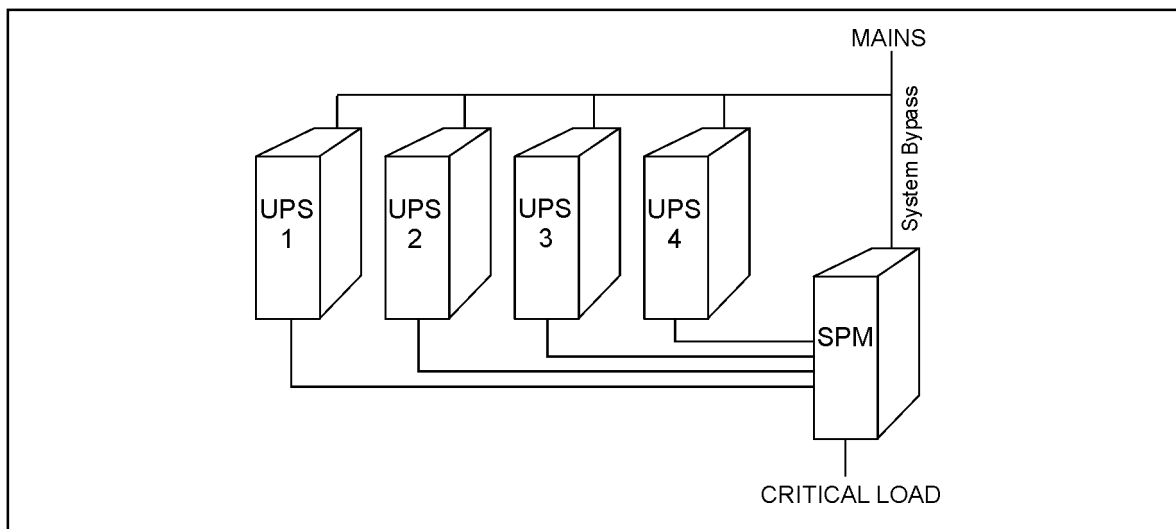 MAINS
System Bypass
UPS
1
UPS
2
UPS
3
UPS
4
SPM
CRITICAL LOAD